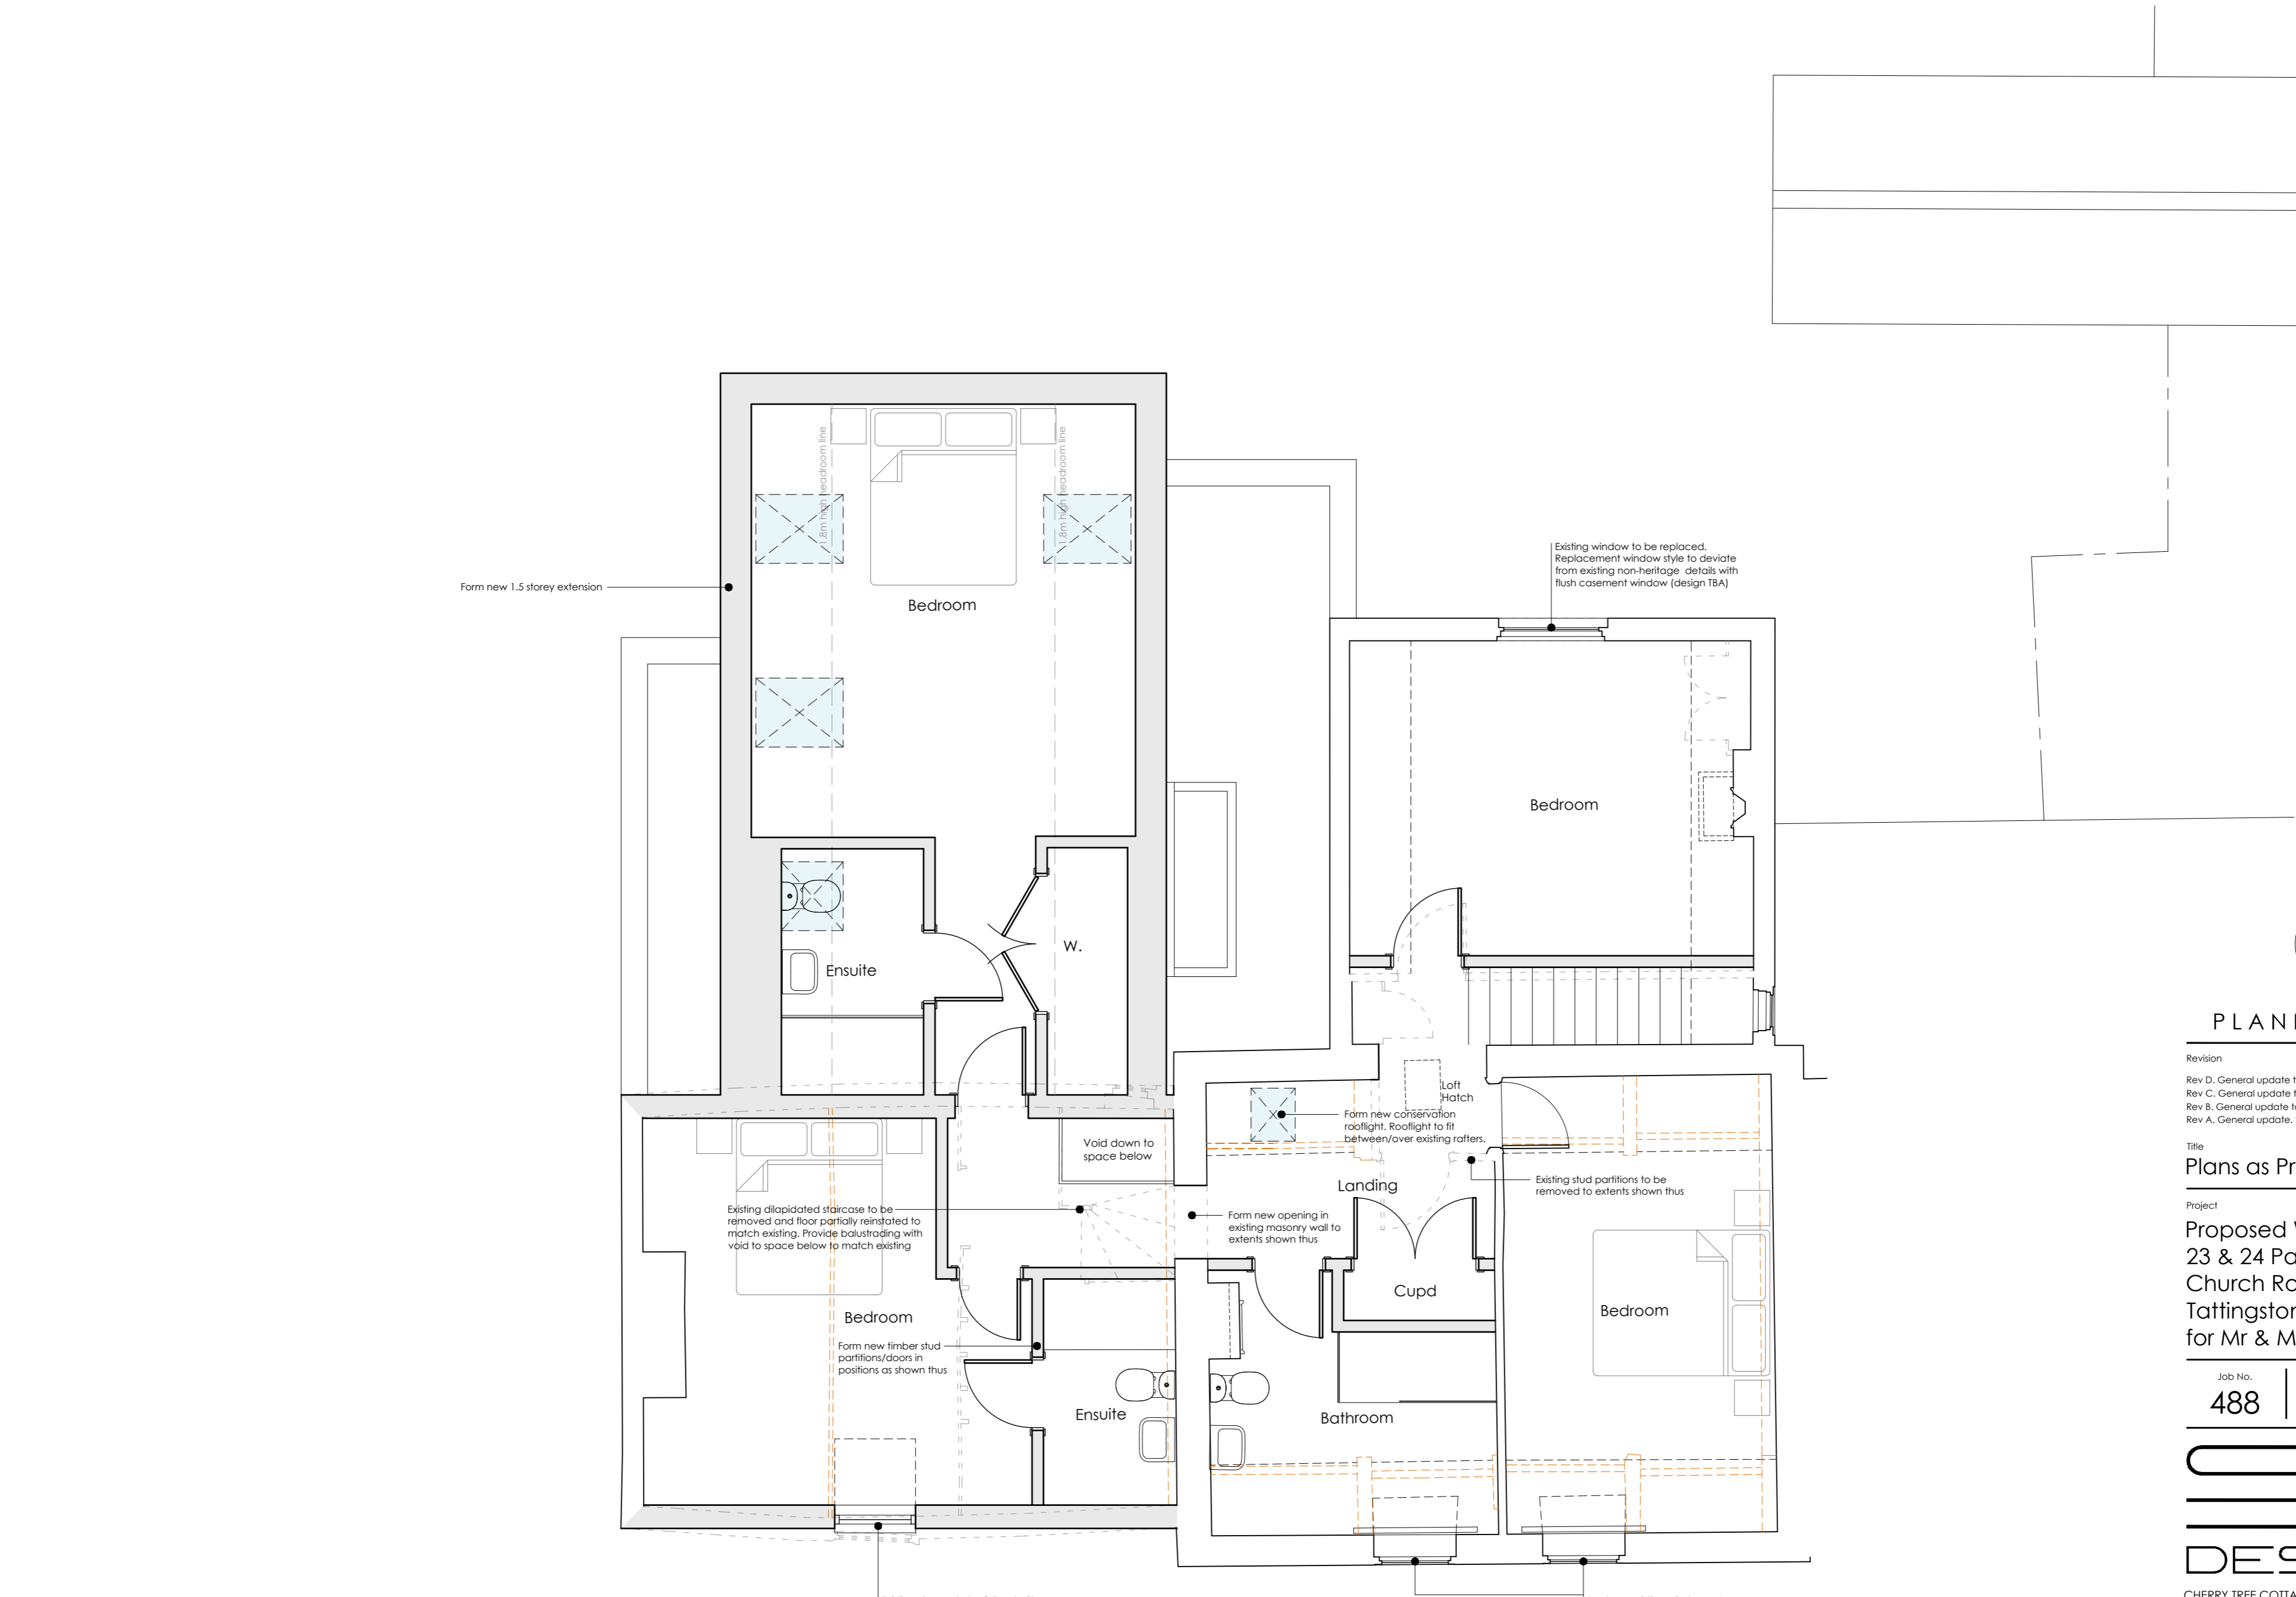 1.8m high headroom line
1.8m high headroom line
Form new 1.5 storey extension
Bedroom
Existing window to be replaced.
Replacement window style to deviate
from existing non-heritage details with
flush casement window (design TBA)
Bedroom
W.
Ensuite
Loft
Hatch
Form new conservation
rooflight. Rooflight to fit
between/over existing rafters.
Void down to
space below
Landing
Existing stud partitions to be
removed to extents shown thus
Existing dilapidated staircase to be
removed and floor partially reinstated to
match existing. Provide balustrading with
void to space below to match existing
Form new opening in
existing masonry wall to
extents shown thus
Cupd
Bedroom
Bedroom
Form new timber stud
partitions/doors in
positions as shown thus
Ensuite
Bathroom
PLAN
Revision
Rev D. General update
Rev C. General update
Rev B. General update
Rev A. General update.
Title
Plans as
Project
Proposed
23 & 24
Church
for Mr &
Job No.
488
CHERRY TREE